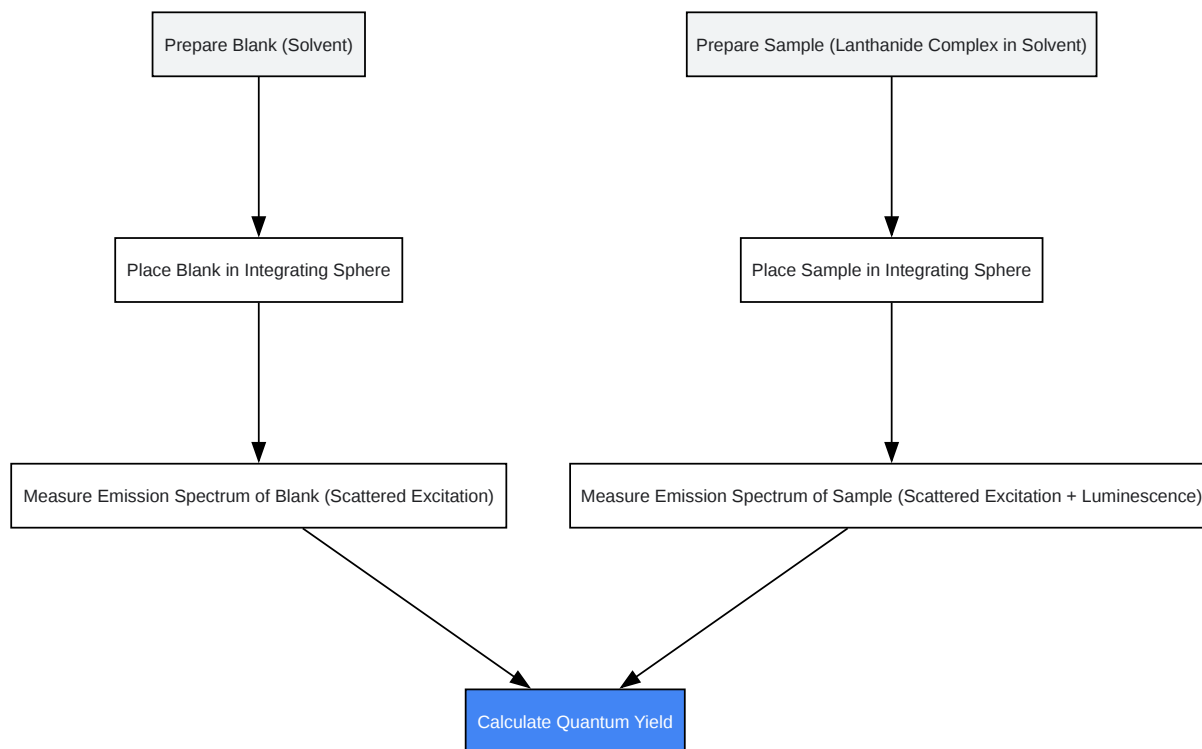 Prepare Blank (Solvent)
Prepare Sample (Lanthanide Complex in Solvent)
Place Blank in Integrating Sphere
Place Sample in Integrating Sphere
Measure Emission Spectrum of Blank (Scattered Excitation)
Measure Emission Spectrum of Sample (Scattered Excitation + Luminescence)
Calculate Quantum Yield